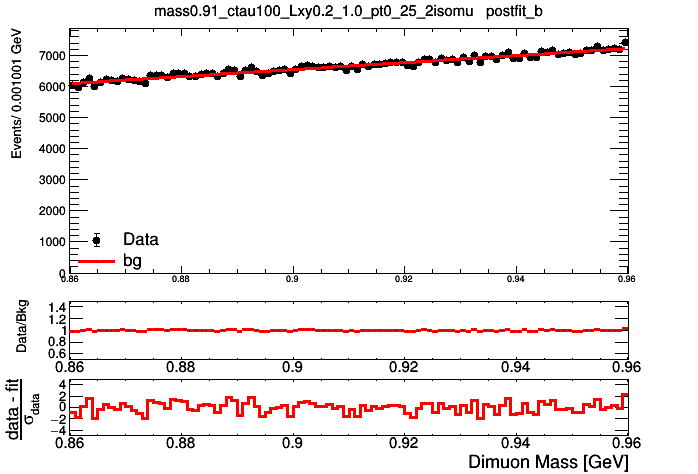 mass0.91_ctau100_Lxy0.2_1.0_pt0_25_2isomu postfit_b
Events/ 0.001001 GeV
7000
6000
5000
4000
3000
2000
1000
0
Data
bg
0.86 0.88 0.9 0.92 0.94 0.96
Data/Bkg
1.4
1.2
1
0.8
0.6
0.86 0.88 0.9 0.92 0.94 0.96
data - fit
σdata
4
2
0
−2
−4
0.86 0.88 0.9 0.92 0.94 0.96
Dimuon Mass [GeV]